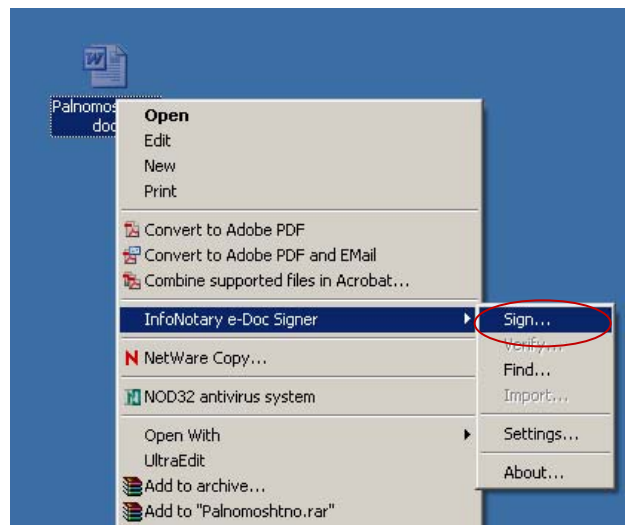 Palnomos
doc
Open
Edit
New
Print
Convert to Adobe PDF
Convert to Adobe PDF and EMail
Combine supported files in Acrobat...
InfoNotary e-Doc Signer
NetWare Copy...
NOD32 antivirus system
Open With
UltraEdit
Add to archive...
Add to "Palnomoshtno.rar"
Sign...
Verify...
Find...
Import...
Settings...
About...